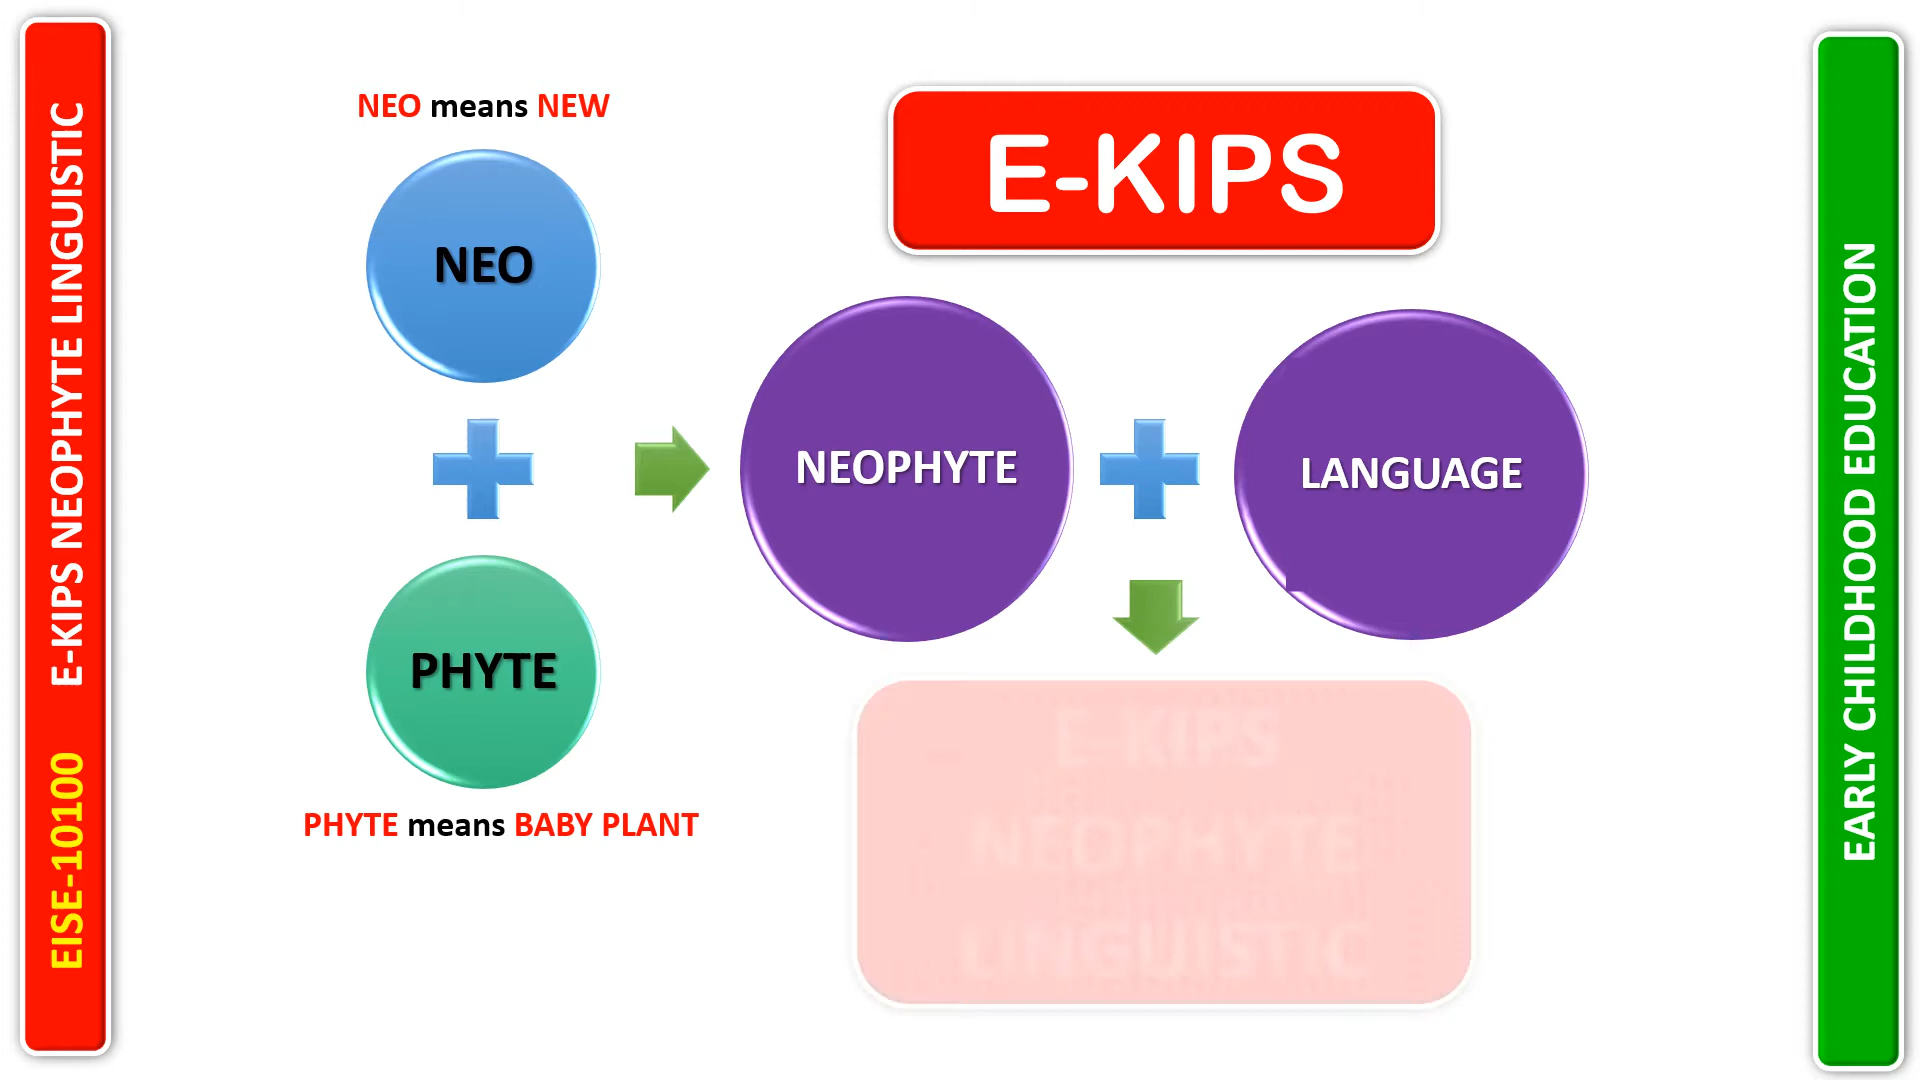 EISE-10100 E-KIPS NEOPHYTE LINGUISTIC
NEO means NEW
NEO
PHYTE
PHYTE means BABY PLANT
E-KIPS
NEOPHYTE
LANGUAGE
E-KIPS
NEOPHYTE
LINGUISTIC
EARLY CHILDHOOD EDUCATION